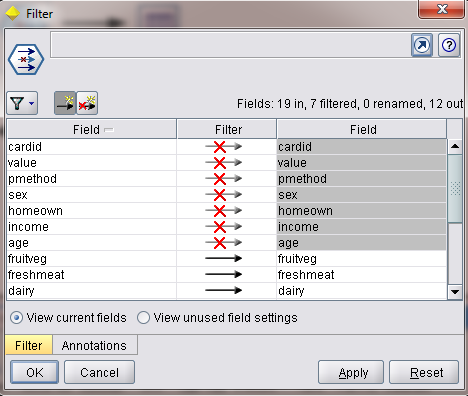 Filter
Fields: 19 in, 7 filtered, 0 renamed, 12 out
Field Filter Field
cardid cardid
value value
pmethod pmethod
sex sex
homeown homeown
income income
age age
fruitveg fruitveg
freshmeat freshmeat
dairy dairy
View current fields View unused field settings
Filter Annotations
OK Cancel Apply Reset